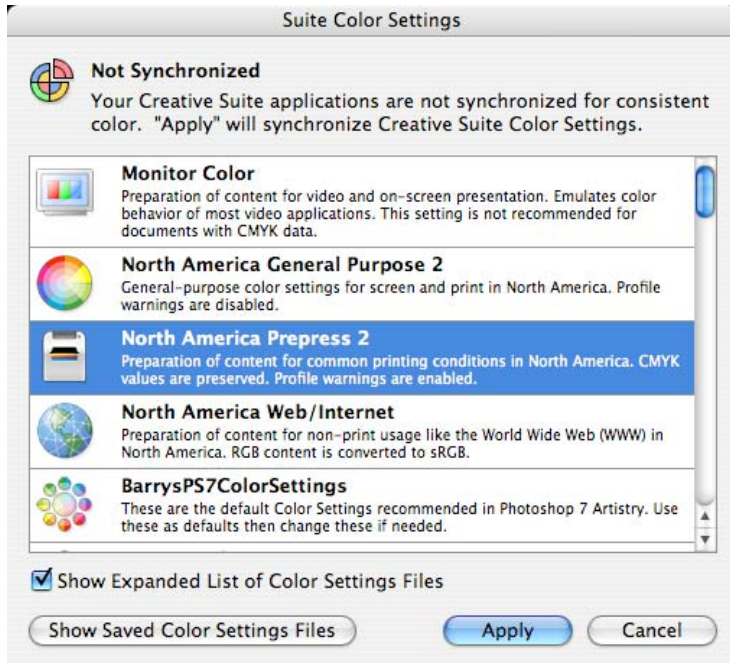 Suite Color Settings
Not Synchronized
Your Creative Suite applications are not synchronized for consistent
color. "Apply" will synchronize Creative Suite Color Settings.
Monitor Color
Preparation of content for video and on-screen presentation. Emulates color
behavior of most video applications. This setting is not recommended for
documents with CMYK data.
North America General Purpose 2
General-purpose color settings for screen and print in North America. Profile
warnings are disabled.
North America Prepress 2
Preparation of content for common printing conditions in North America. CMYK
values are preserved. Profile warnings are enabled.
North America Web/Internet
Preparation of content for non-print usage like the World Wide Web (WWW) in
North America. RGB content is converted to sRGB.
BarrysPS7ColorSettings
These are the default Color Settings recommended in Photoshop 7 Artistry. Use
these as defaults then change these if needed.
Show Expanded List of Color Settings Files
Show Saved Color Settings Files
Apply
Cancel